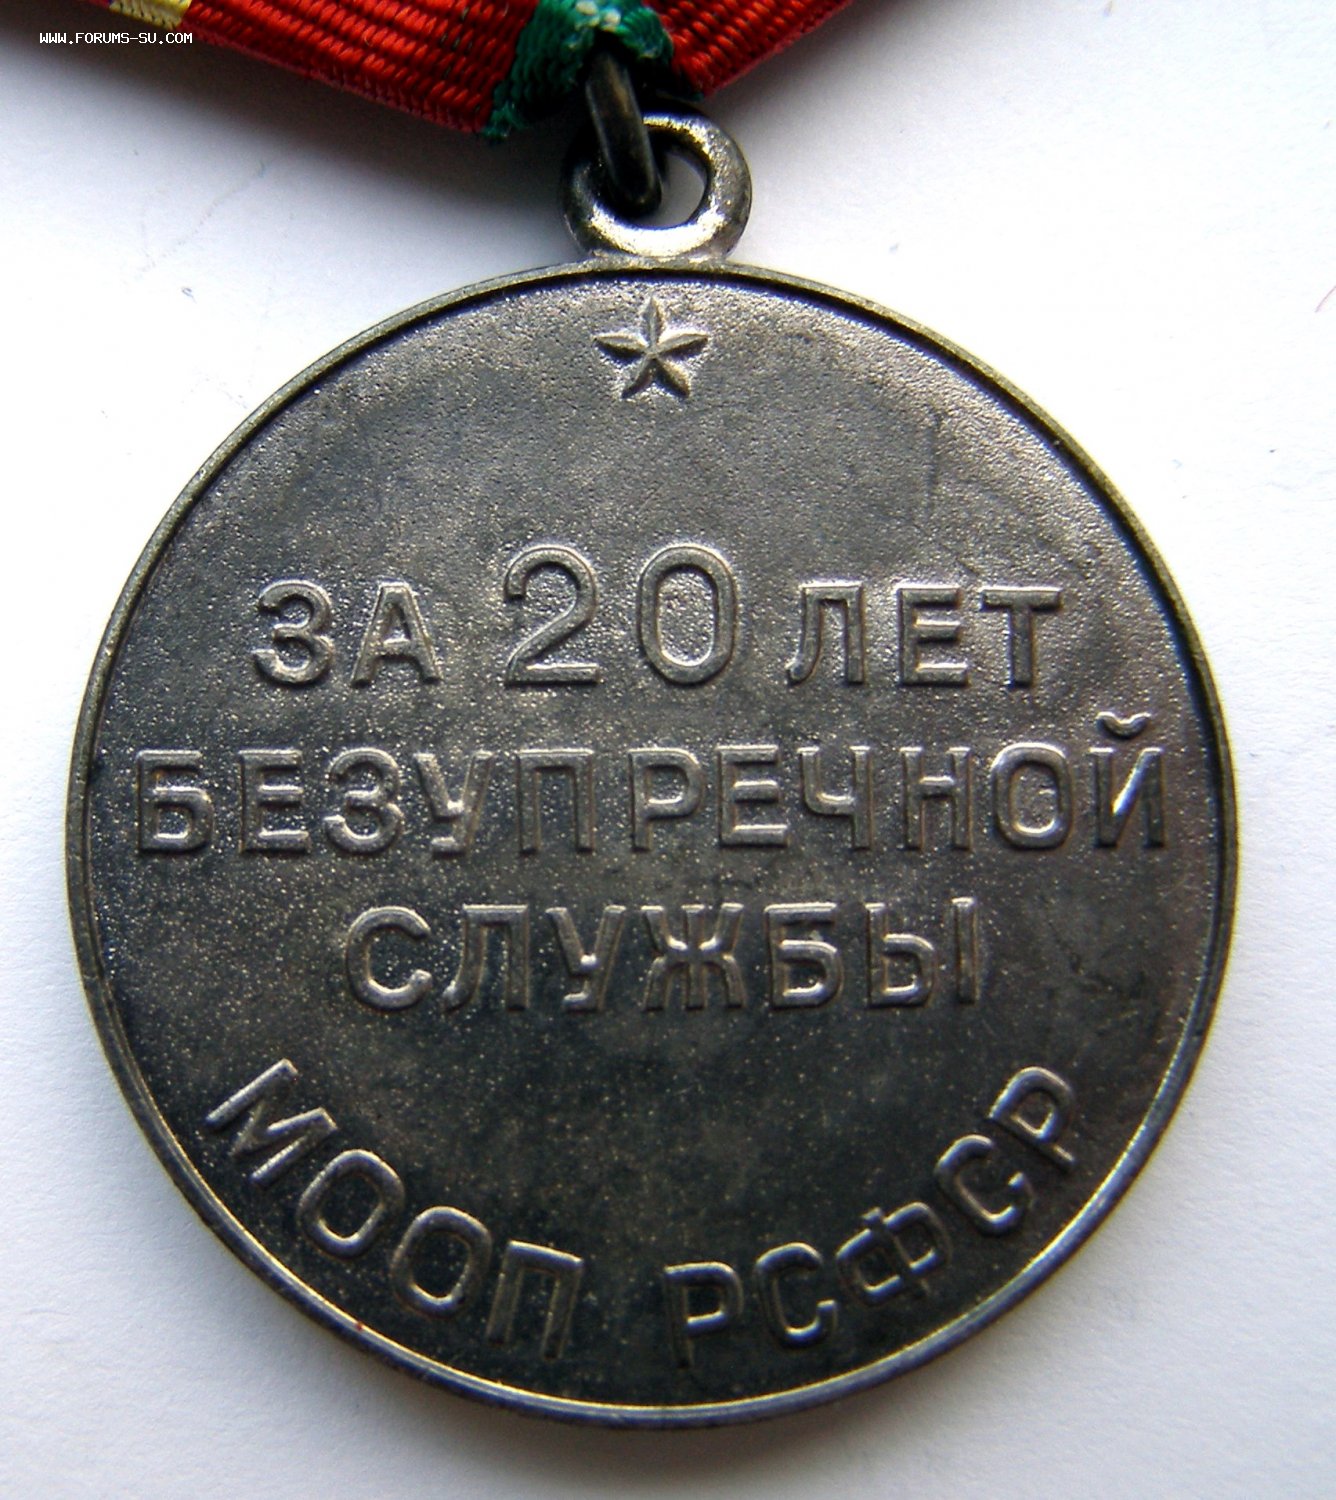 WWW.FORUMS-SU.COM
ЗА 20 ЛЕТ
БЕЗУПРЕЧНОЙ
СЛУЖБЫ
МООП РСФСР